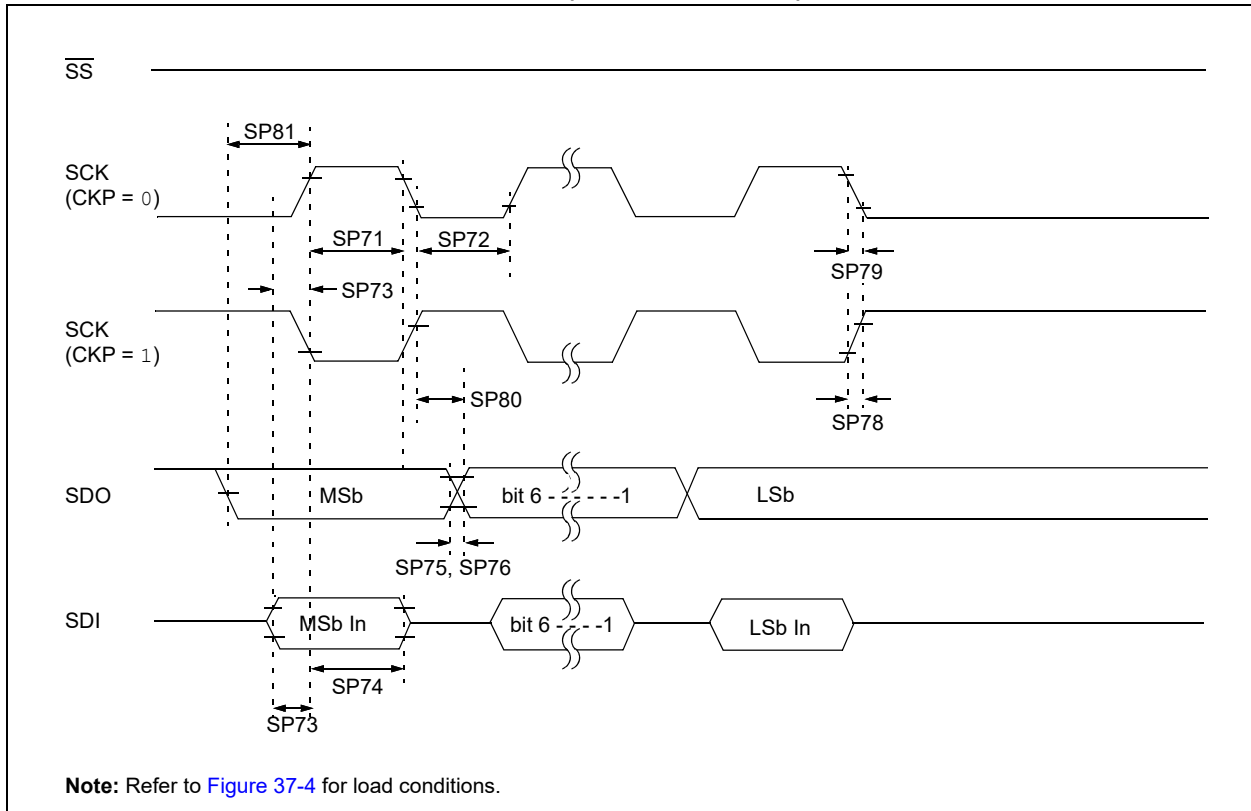 SS
SP81
SCK
(CKP = 0)
SP71
SP72
SP79
SP73
SCK
(CKP = 1)
SP80
SP78
SDO
MSb
bit 6 - - - - - -1
LSb
SP75, SP76
SDI
MSb In
bit 6 - - - -1
LSb In
SP74
SP73
Note: Refer to Figure 37-4 for load conditions.